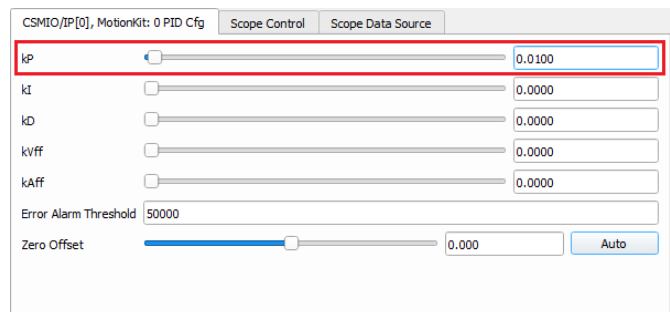 CSMIO/IP[0], MotionKit: 0 PID Cfg Scope Control Scope Data Source
kP 0.0100
kI 0.0000
kD 0.0000
kVff 0.0000
kAff 0.0000
Error Alarm Threshold 50000
Zero Offset 0.000 Auto